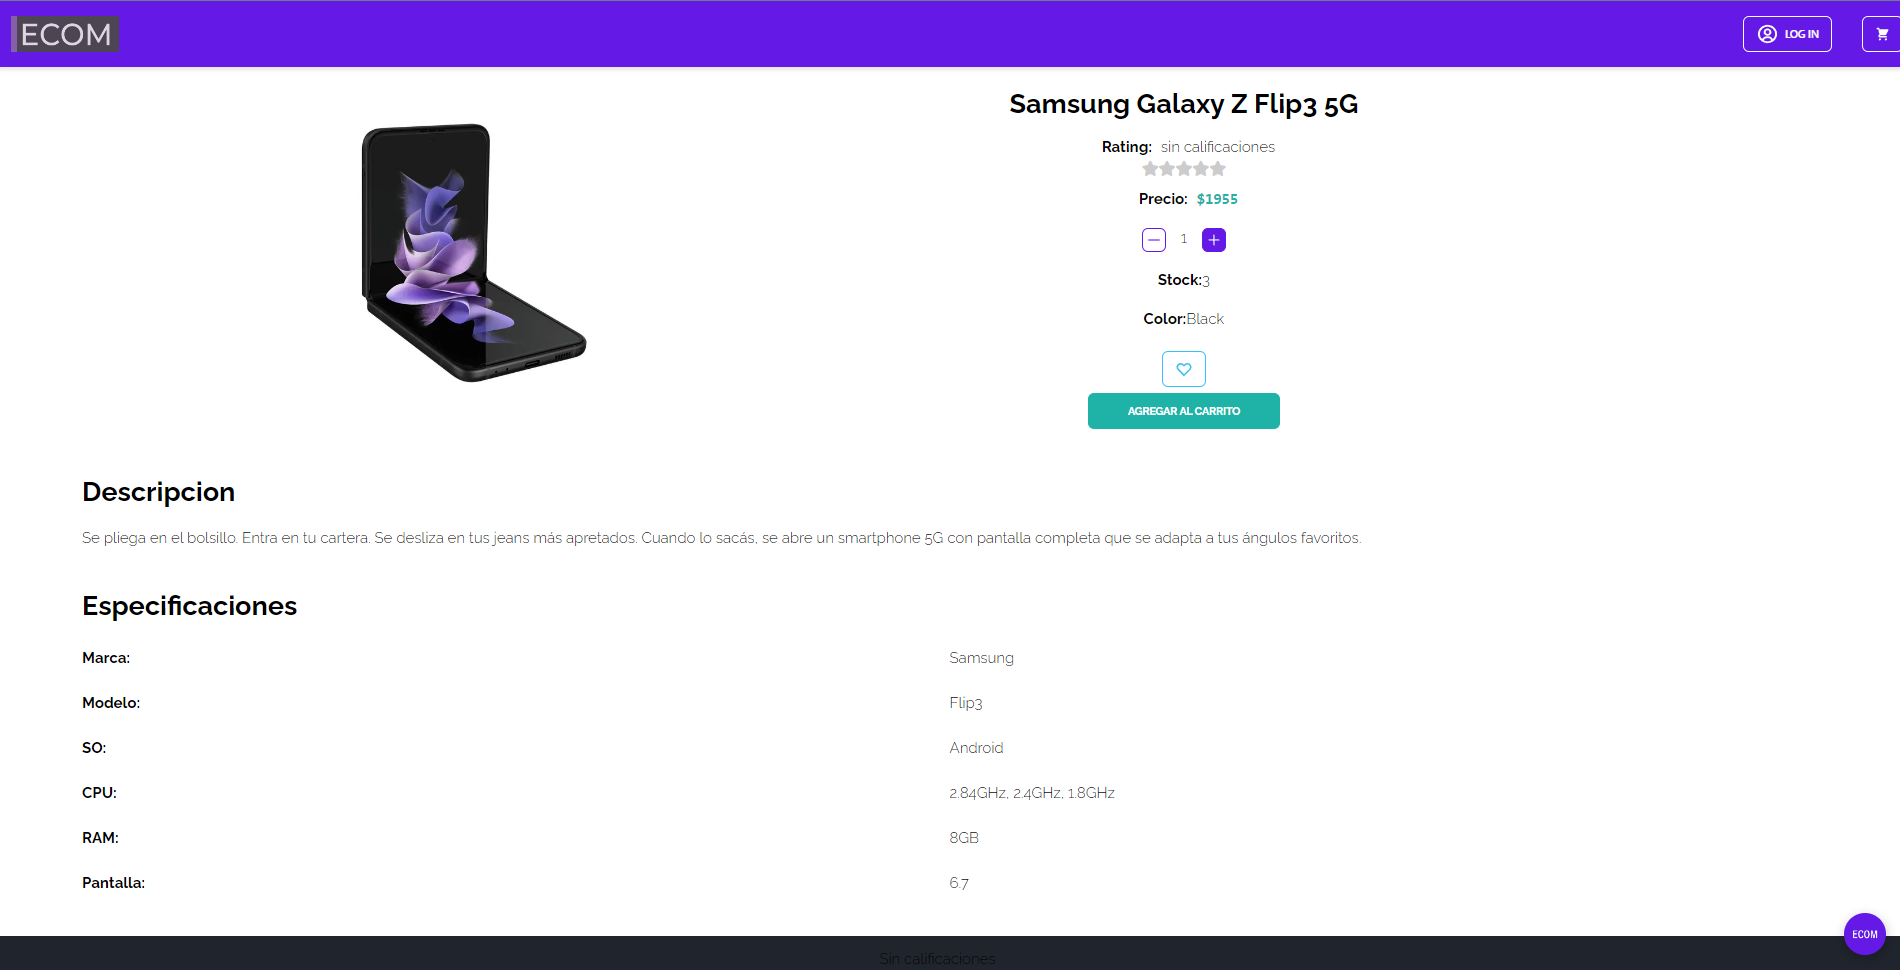 ECOM
LOG IN
Samsung Galaxy Z Flip3 5G
Rating: sin calificaciones
Precio: $1955
1
Stock:3
Color:Black
AGREGAR AL CARRITO
Descripcion
Se pliega en el bolsillo. Entra en tu cartera. Se desliza en tus jeans más apretados. Cuando lo sacás, se abre un smartphone 5G con pantalla completa que se adapta a tus ángulos favoritos.
Especificaciones
Marca: Samsung
Modelo: Flip3
SO: Android
CPU: 2.84GHz, 2.4GHz, 1.8GHz
RAM: 8GB
Pantalla: 6.7
ECOM
Sin calificaciones